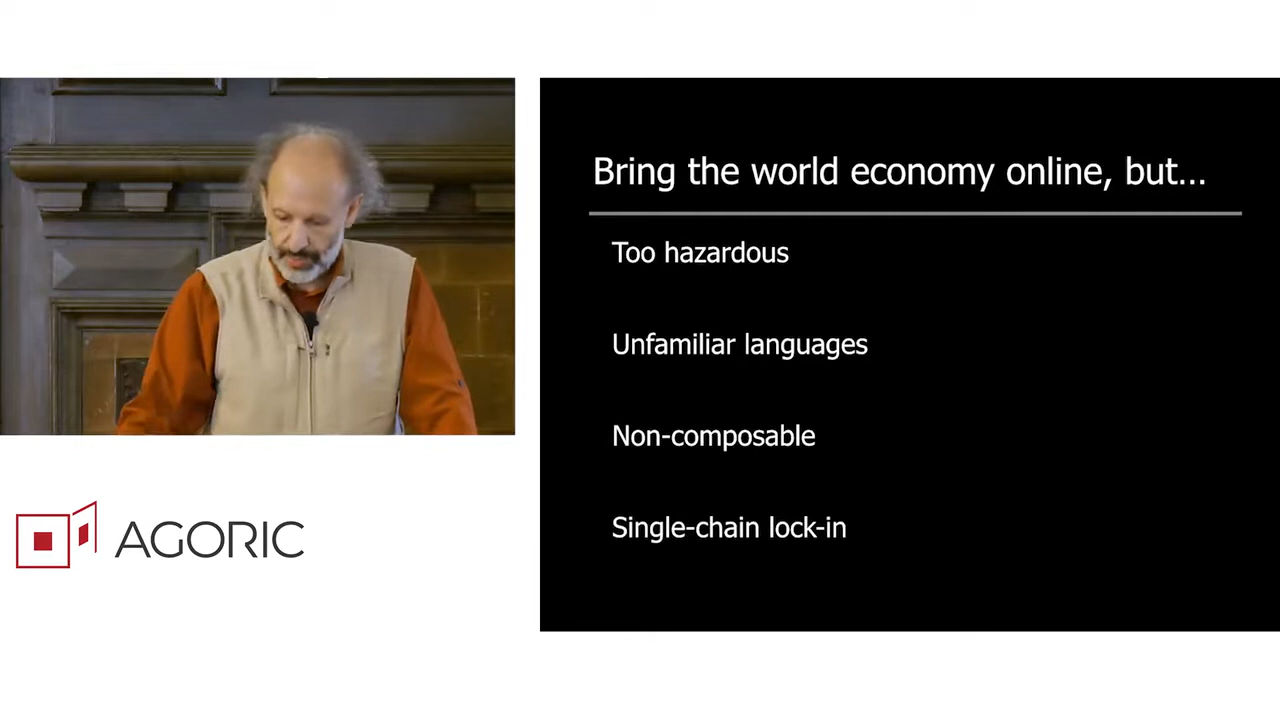 Bring the world economy online, but...
Too hazardous
Unfamiliar languages
Non-composable
Single-chain lock-in
AGORIC